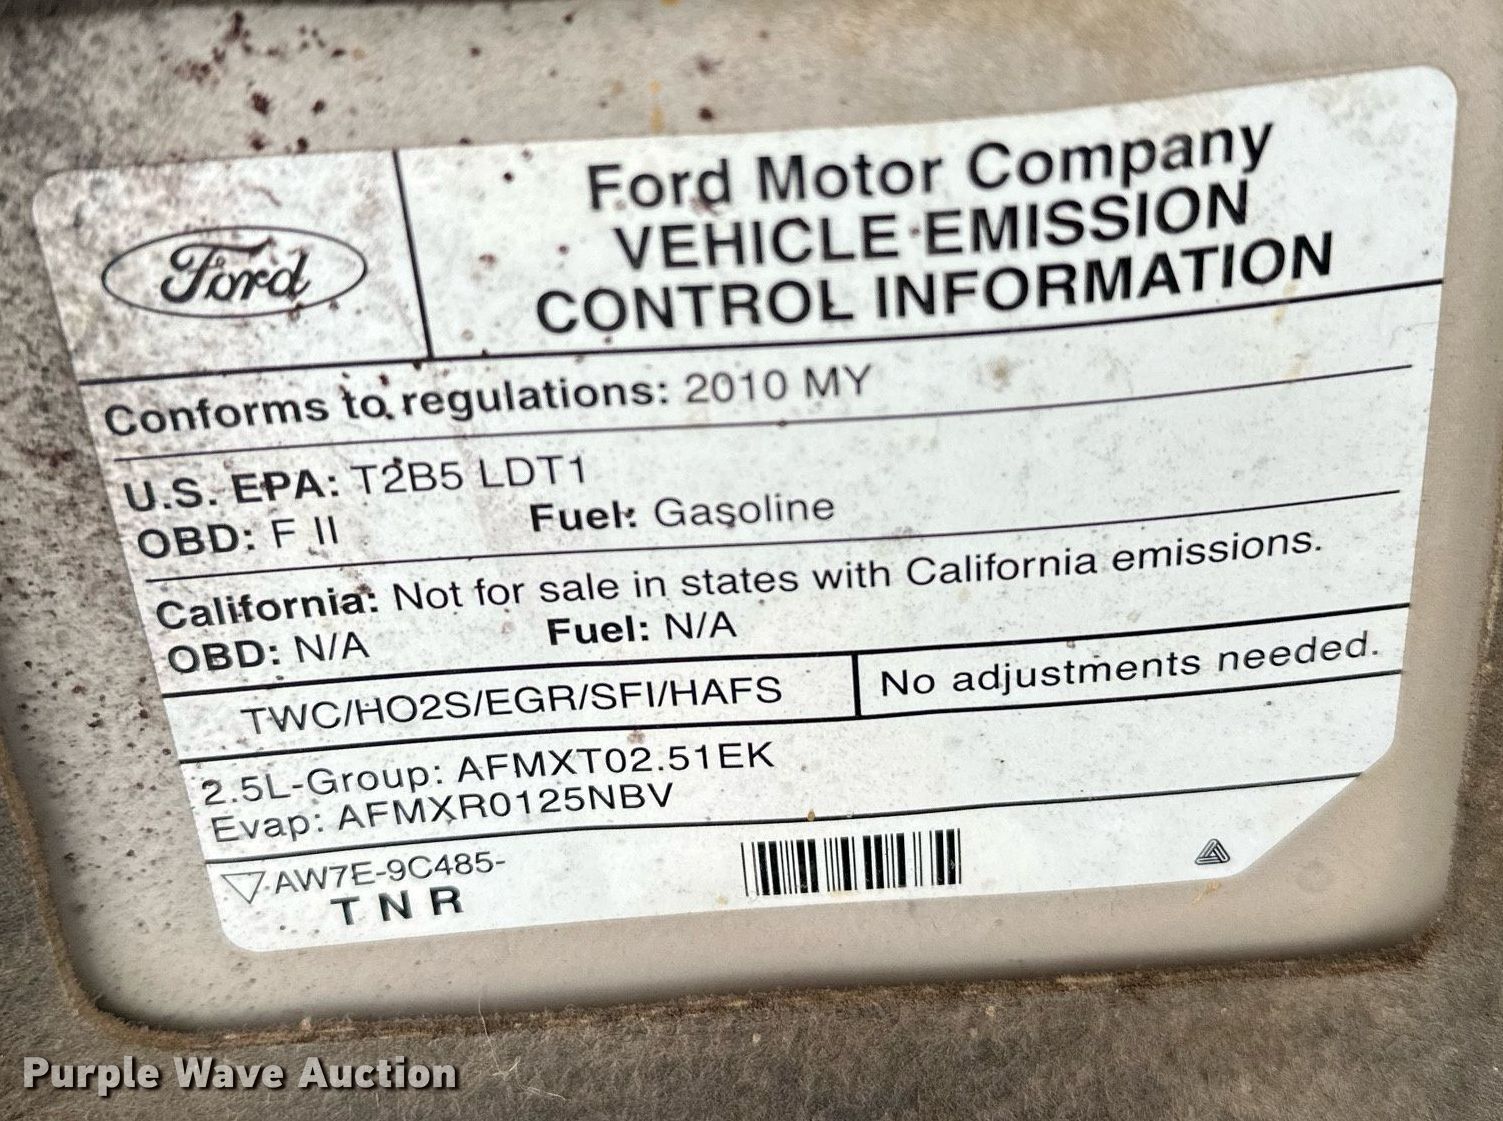 Ford
Ford Motor Company
VEHICLE EMISSION
CONTROL INFORMATION
Conforms to regulations: 2010 MY
U.S. EPA: T2B5 LDT1
OBD: F II Fuel: Gasoline
California: Not for sale in states with California emissions.
OBD: N/A Fuel: N/A
TWC/HO2S/EGR/SFI/HAFS
No adjustments needed.
2.5L-Group: AFMXT02.51EK
Evap: AFMXR0125NBV
AW7E-9C485-
T N R
Purple Wave Auction